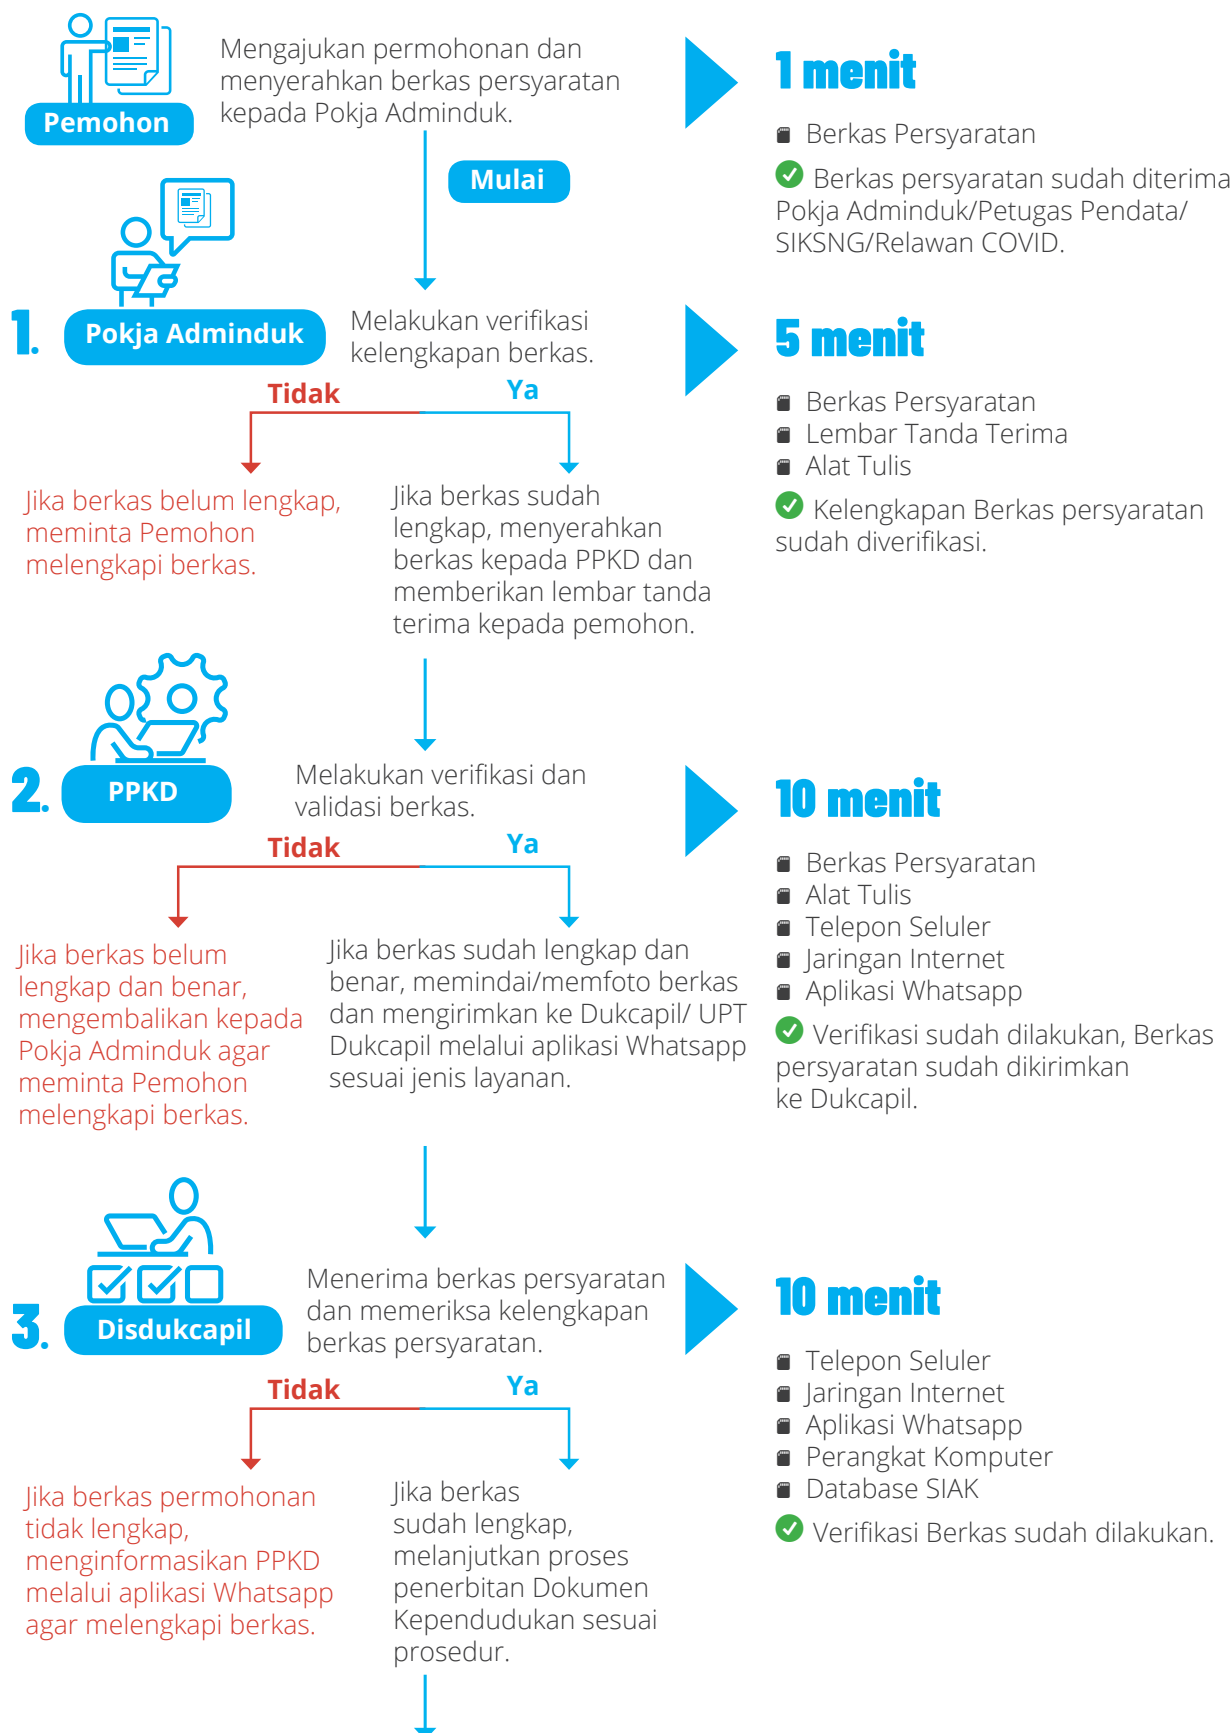 Pemohon
Mengajukan permohonan dan
menyerahkan berkas persyaratan
kepada Pokja Adminduk.
1 menit
Berkas Persyaratan
Berkas persyaratan sudah diterima
Pokja Adminduk/Petugas Pendata/
SIKSNG/Relawan COVID.
Mulai
1. Pokja Adminduk
Melakukan verifikasi
kelengkapan berkas.
5 menit
Berkas Persyaratan
Lembar Tanda Terima
Alat Tulis
Kelengkapan Berkas persyaratan
sudah diverifikasi.
Tidak
Ya
Jika berkas belum lengkap,
meminta Pemohon
melengkapi berkas.
Jika berkas sudah
lengkap, menyerahkan
berkas kepada PPKD dan
memberikan lembar tanda
terima kepada pemohon.
2. PPKD
Melakukan verifikasi dan
validasi berkas.
10 menit
Berkas Persyaratan
Alat Tulis
Telepon Seluler
Jaringan Internet
Aplikasi Whatsapp
Verifikasi sudah dilakukan, Berkas
persyaratan sudah dikirimkan
ke Dukcapil.
Tidak
Ya
Jika berkas belum
lengkap dan benar,
mengembalikan kepada
Pokja Adminduk agar
meminta Pemohon
melengkapi berkas.
Jika berkas sudah lengkap dan
benar, memindai/memfoto berkas
dan mengirimkan ke Dukcapil/ UPT
Dukcapil melalui aplikasi Whatsapp
sesuai jenis layanan.
3. Disdukcapil
Menerima berkas persyaratan
dan memeriksa kelengkapan
berkas persyaratan.
10 menit
Telepon Seluler
Jaringan Internet
Aplikasi Whatsapp
Perangkat Komputer
Database SIAK
Verifikasi Berkas sudah dilakukan.
Tidak
Ya
Jika berkas permohonan
tidak lengkap,
menginformasikan PPKD
melalui aplikasi Whatsapp
agar melengkapi berkas.
Jika berkas
sudah lengkap,
melanjutkan proses
penerbitan Dokumen
Kependudukan sesuai
prosedur.